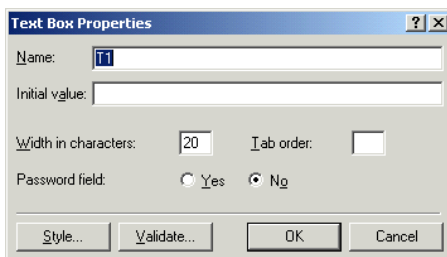 Text Box Properties
Name: T1
Initial value:
Width in characters: 20 Tab order:
Password field: Yes No
Style... Validate... OK Cancel